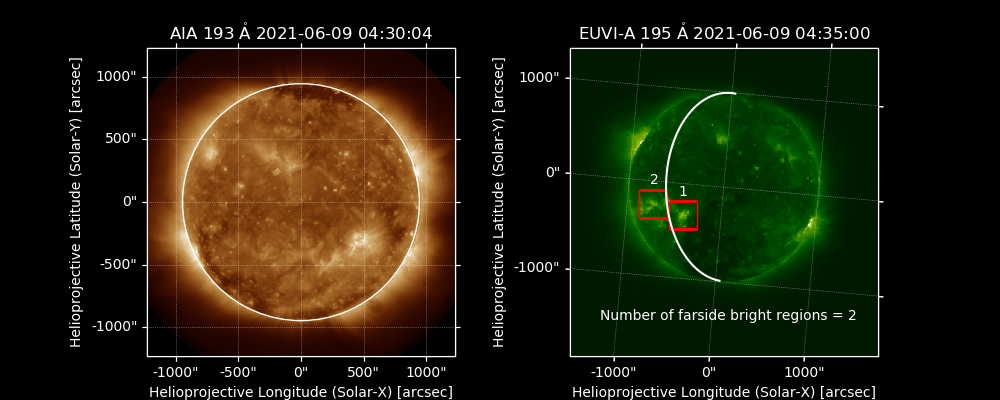 AIA 193 Å 2021-06-09 04:30:04
Helioprojective Latitude (Solar-Y) [arcsec]
1000"
500"
0"
-500"
-1000"
-1000"
-500"
0"
500"
1000"
Helioprojective Longitude (Solar-X) [arcsec]
EUVI-A 195 Å 2021-06-09 04:35:00
Helioprojective Latitude (Solar-Y) [arcsec]
1000"
0"
-1000"
2
1
Number of farside bright regions = 2
-1000"
0"
1000"
Helioprojective Longitude (Solar-X) [arcsec]